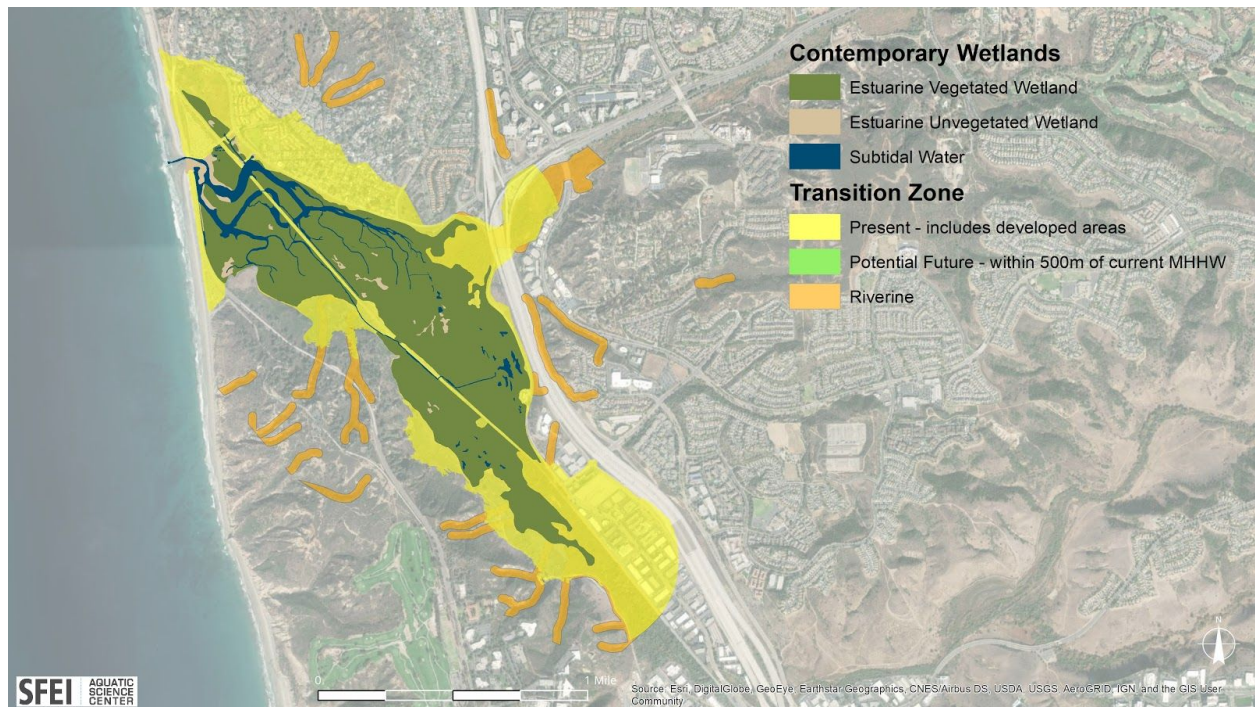 Contemporary Wetlands
Estuarine Vegetated Wetland
Estuarine Unvegetated Wetland
Subtidal Water
Transition Zone
Present - includes developed areas
Potential Future - within 500m of current MHHW
Riverine
N
0
1 Mile
SFEI
AQUATIC
SCIENCE
CENTER
Source: Esri, DigitalGlobe, GeoEye, Earthstar Geographics, CNES/Airbus DS, USDA, USGS, AeroGRID, IGN, and the GIS User
Community